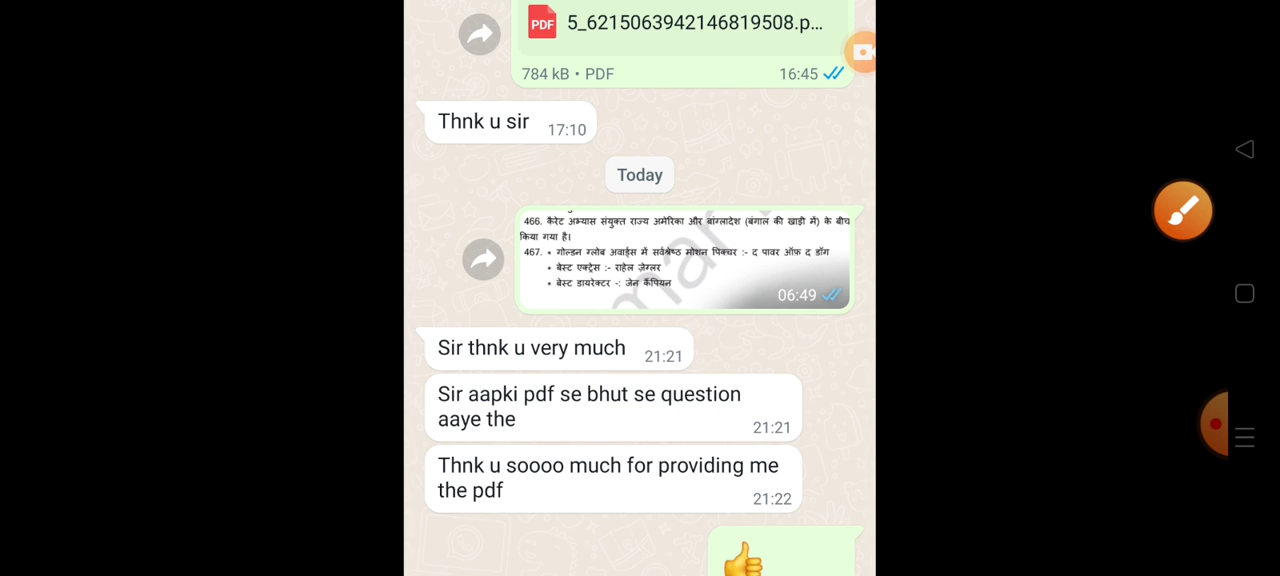 PDF
5_6215063942146819508.p...
784 kB • PDF
16:45
Thnk u sir
17:10
Today
466. कैरेट अभ्यास संयुक्त राज्य अमेरिका और बांग्लादेश (बंगाल की खाड़ी में) के बीच
किया गया है।
467. • गोल्डन ग्लोब अवार्ड्स में सर्वश्रेष्ठ मोशन पिक्चर :- द पावर ऑफ़ द डॉग
• बेस्ट एक्ट्रेस :- राहेल ज़ेग्लर
• बेस्ट डायरेक्टर -: जेन कैंपियन
06:49
Sir thnk u very much
21:21
Sir aapki pdf se bhut se question
aaye the
21:21
Thnk u soooo much for providing me
the pdf
21:22